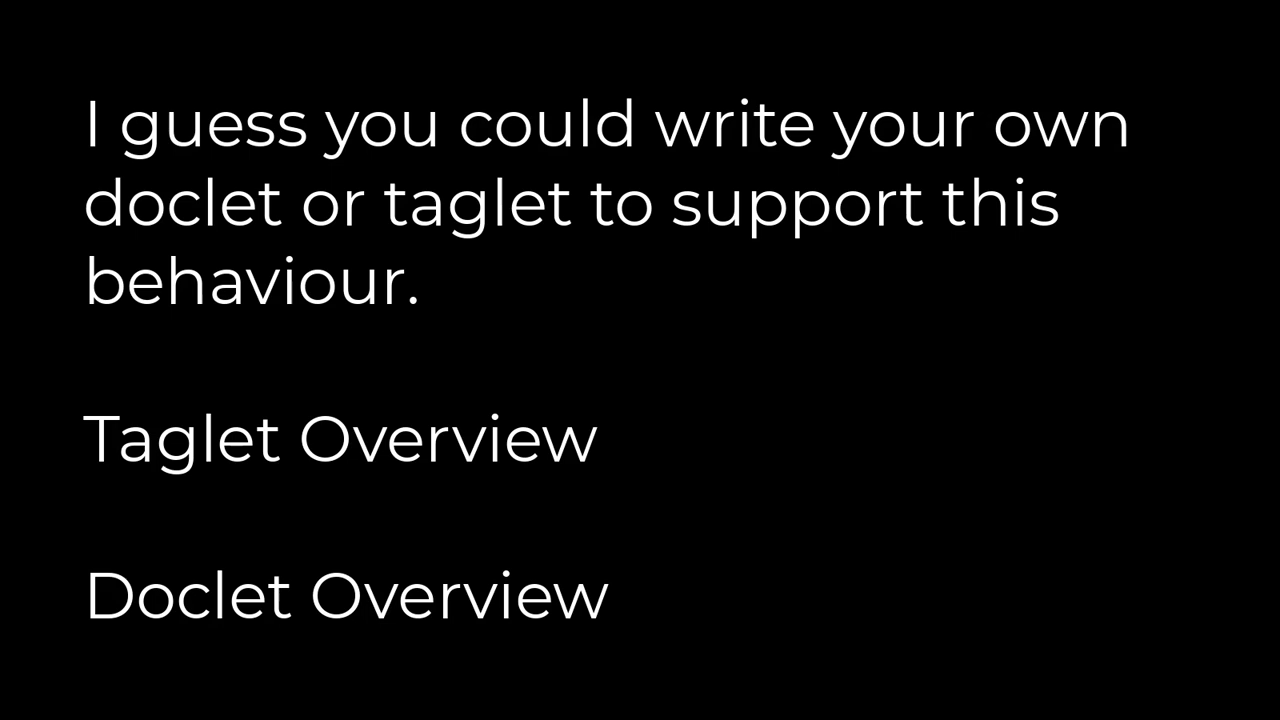 I guess you could write your own
doclet or taglet to support this
behaviour.
Taglet Overview
Doclet Overview